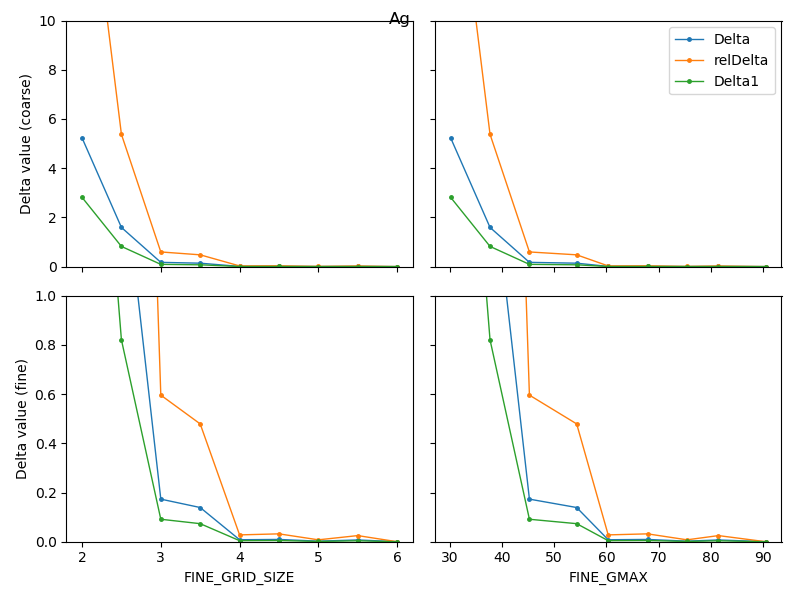 Ag
Delta value (coarse)
10
8
6
4
2
0
Delta
relDelta
Delta1
Delta value (fine)
1.0
0.8
0.6
0.4
0.2
0.0
2 3 4 5 6
FINE_GRID_SIZE
30 40 50 60 70 80 90
FINE_GMAX